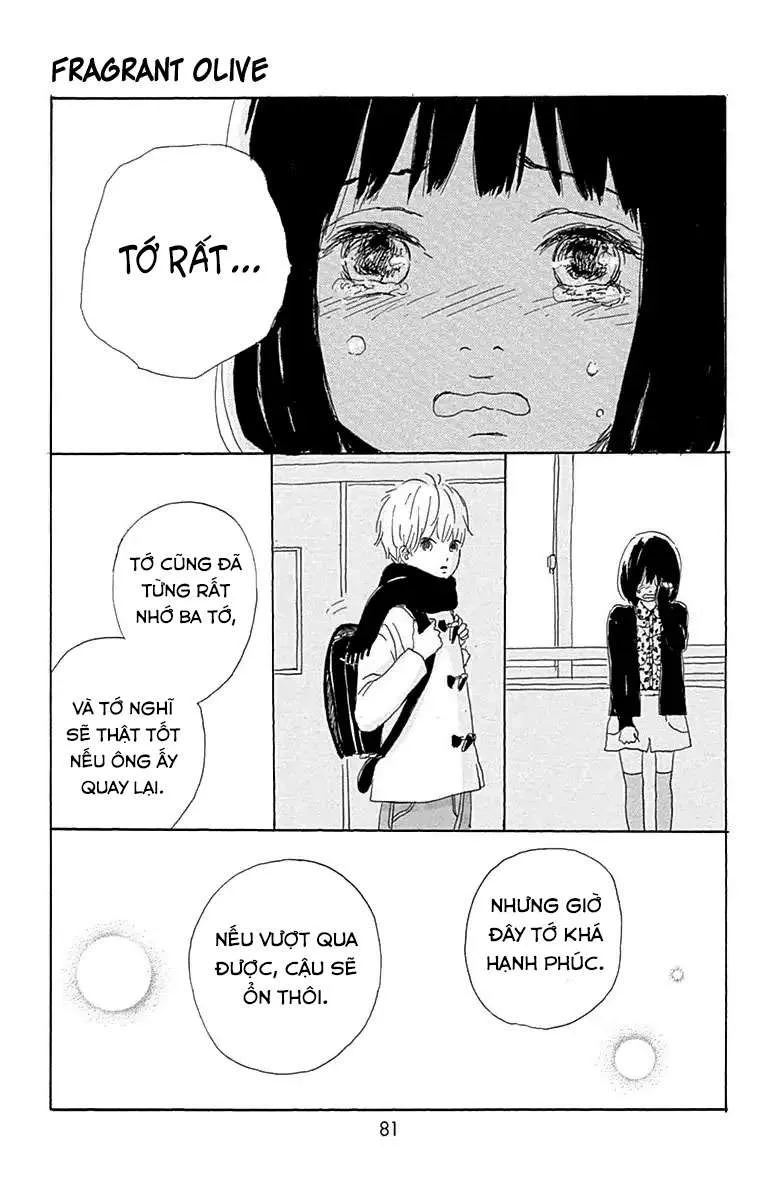 FRAGRANT OLIVE
TỚ RẤT...
TỚ CŨNG ĐÃ
TỪNG RẤT
NHỚ BA TỚ,
VÀ TỚ NGHĨ
SẼ THẬT TỐT
NẾU ÔNG ẤY
QUAY LẠI.
NHƯNG GIỜ
ĐÂY TỚ KHÁ
HẠNH PHÚC.
NẾU VƯỢT QUA
ĐƯỢC, CẬU SẼ
ỔN THÔI.
81